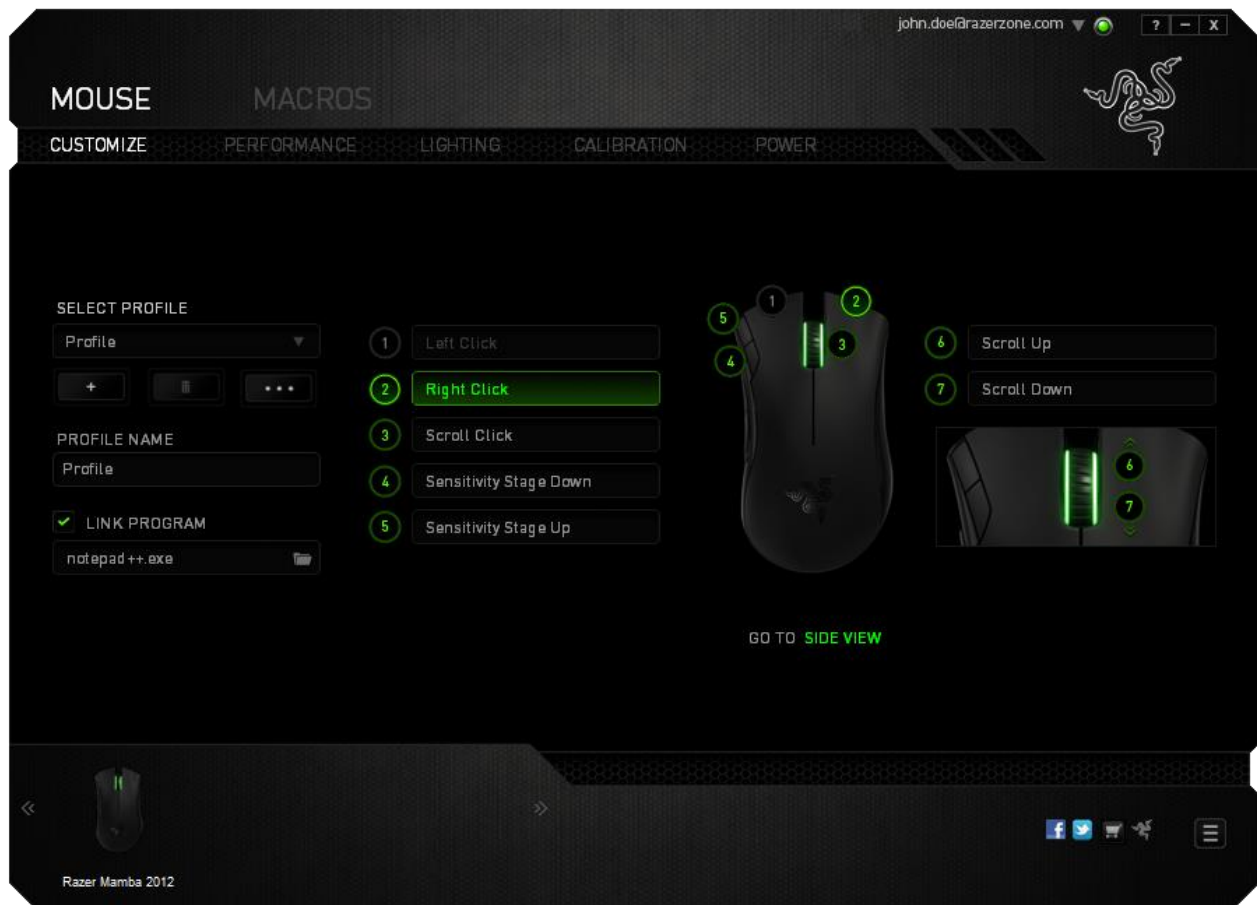 john.doe@razerzone.com
? – X
MOUSE MACROS
CUSTOMIZE PERFORMANCE LIGHTING CALIBRATION POWER
SELECT PROFILE
Profile
+ ...
PROFILE NAME
Profile
LINK PROGRAM
notepad++.exe
1 Left Click
2 Right Click
3 Scroll Click
4 Sensitivity Stage Down
5 Sensitivity Stage Up
1 2
5 3
4
GO TO SIDE VIEW
6 Scroll Up
7 Scroll Down
6
7
« »
Razer Mamba 2012
f